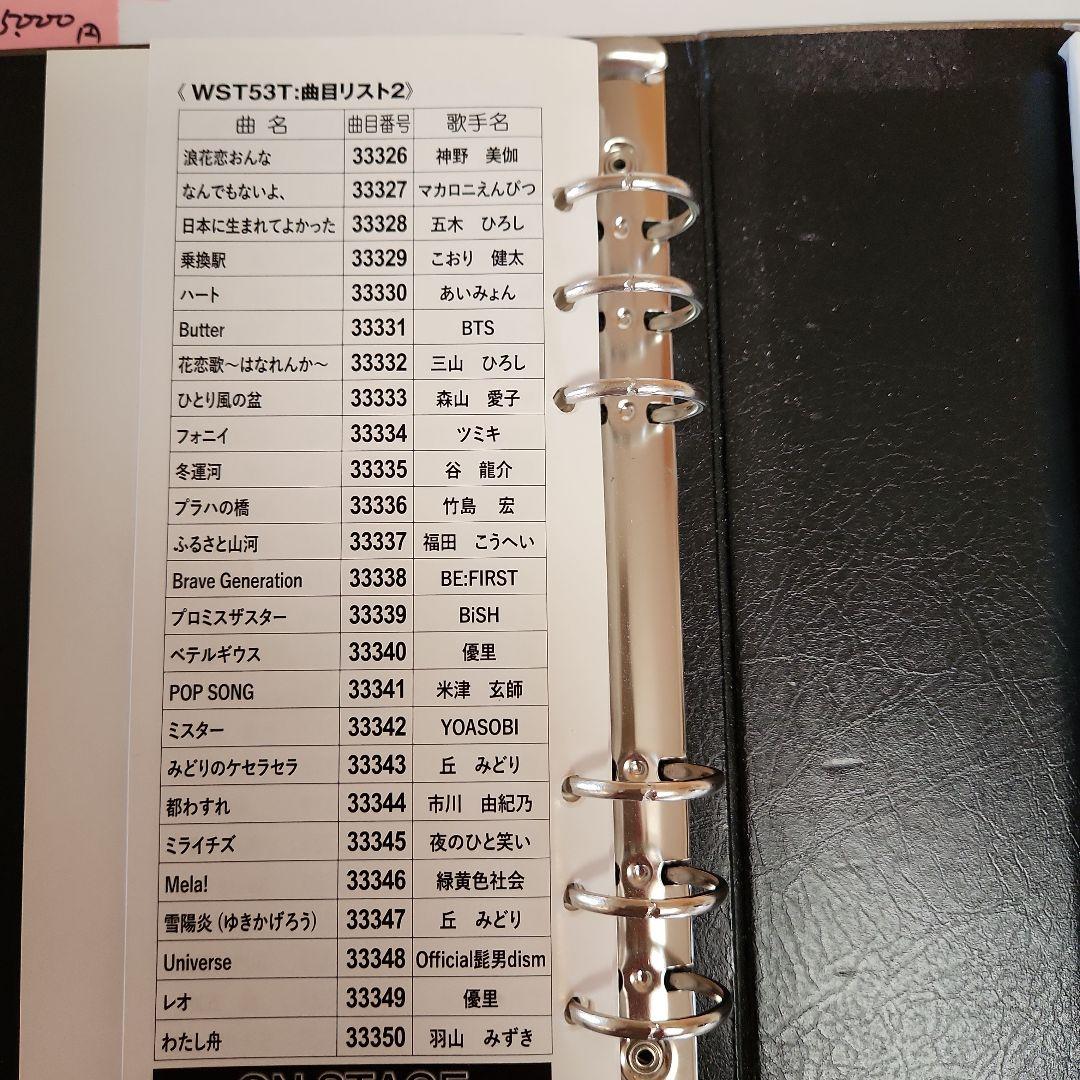 5.000円
《 WST53T:曲目リスト2》
曲 名 曲目番号 歌手名
浪花恋おんな 33326 神野 美伽
なんでもないよ、 33327 マカロニえんぴつ
日本に生まれてよかった 33328 五木 ひろし
乗換駅 33329 こおり 健太
ハート 33330 あいみょん
Butter 33331 BTS
花恋歌～はなれんか～ 33332 三山 ひろし
ひとり風の盆 33333 森山 愛子
フォニイ 33334 ツミキ
冬運河 33335 谷 龍介
プラハの橋 33336 竹島 宏
ふるさと山河 33337 福田 こうへい
Brave Generation 33338 BE:FIRST
プロミスザスター 33339 BiSH
ベテルギウス 33340 優里
POP SONG 33341 米津 玄師
ミスター 33342 YOASOBI
みどりのケセラセラ 33343 丘 みどり
都わすれ 33344 市川 由紀乃
ミライチズ 33345 夜のひと笑い
Mela! 33346 緑黄色社会
雪陽炎（ゆきかげろう） 33347 丘 みどり
Universe 33348 Official髭男dism
レオ 33349 優里
わたし舟 33350 羽山 みずき
ON STAGE